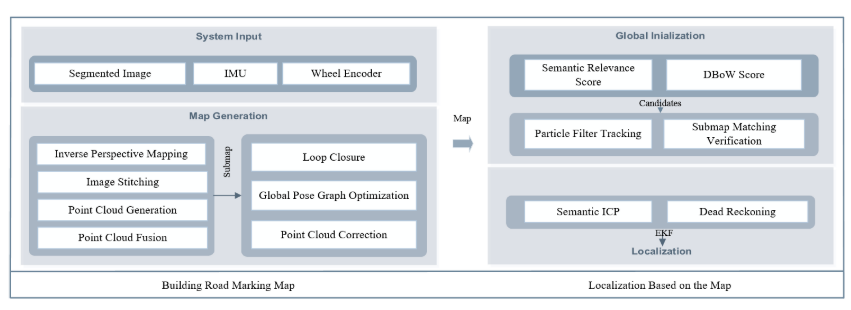 System Input
Segmented Image
IMU
Wheel Encoder
Map Generation
Inverse Perspective Mapping
Image Stitching
Point Cloud Generation
Point Cloud Fusion
Submap
Loop Closure
Global Pose Graph Optimization
Point Cloud Correction
Map
Global Inialization
Semantic Relevance
Score
DBoW Score
Candidates
Particle Filter Tracking
Submap Matching
Verification
Semantic ICP
Dead Reckoning
EKF
Localization
Building Road Marking Map
Localization Based on the Map